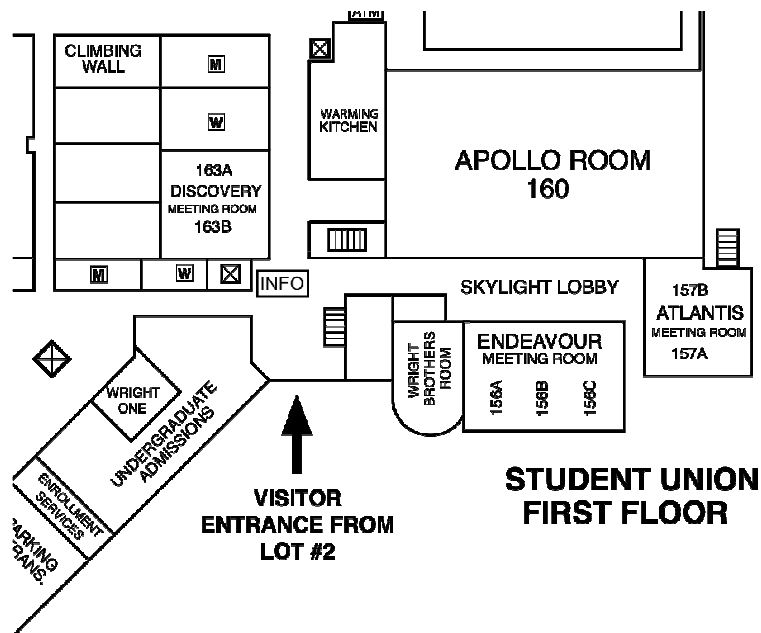 ATM
CLIMBING
WALL
M
W
WARMING
KITCHEN
APOLLO ROOM
160
163A
DISCOVERY
MEETING ROOM
163B
M
W
INFO
SKYLIGHT LOBBY
157B
ATLANTIS
MEETING ROOM
157A
WRIGHT
BROTHERS
ROOM
ENDEAVOUR
MEETING ROOM
156A
156B
156C
WRIGHT
ONE
UNDERGRADUATE
ADMISSIONS
ENROLLMENT
SERVICES
PARKING
TRANS.
VISITOR
ENTRANCE FROM
LOT #2
STUDENT UNION
FIRST FLOOR